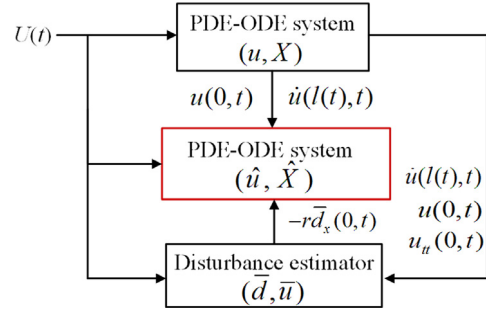 U(t)
PDE-ODE system
(u, X)
u(0,t)
u̇(l(t),t)
PDE-ODE system
(û, X̂)
u̇(l(t),t)
u(0,t)
u_tt(0,t)
−rd̅_x(0,t)
Disturbance estimator
(d̅, u̅)